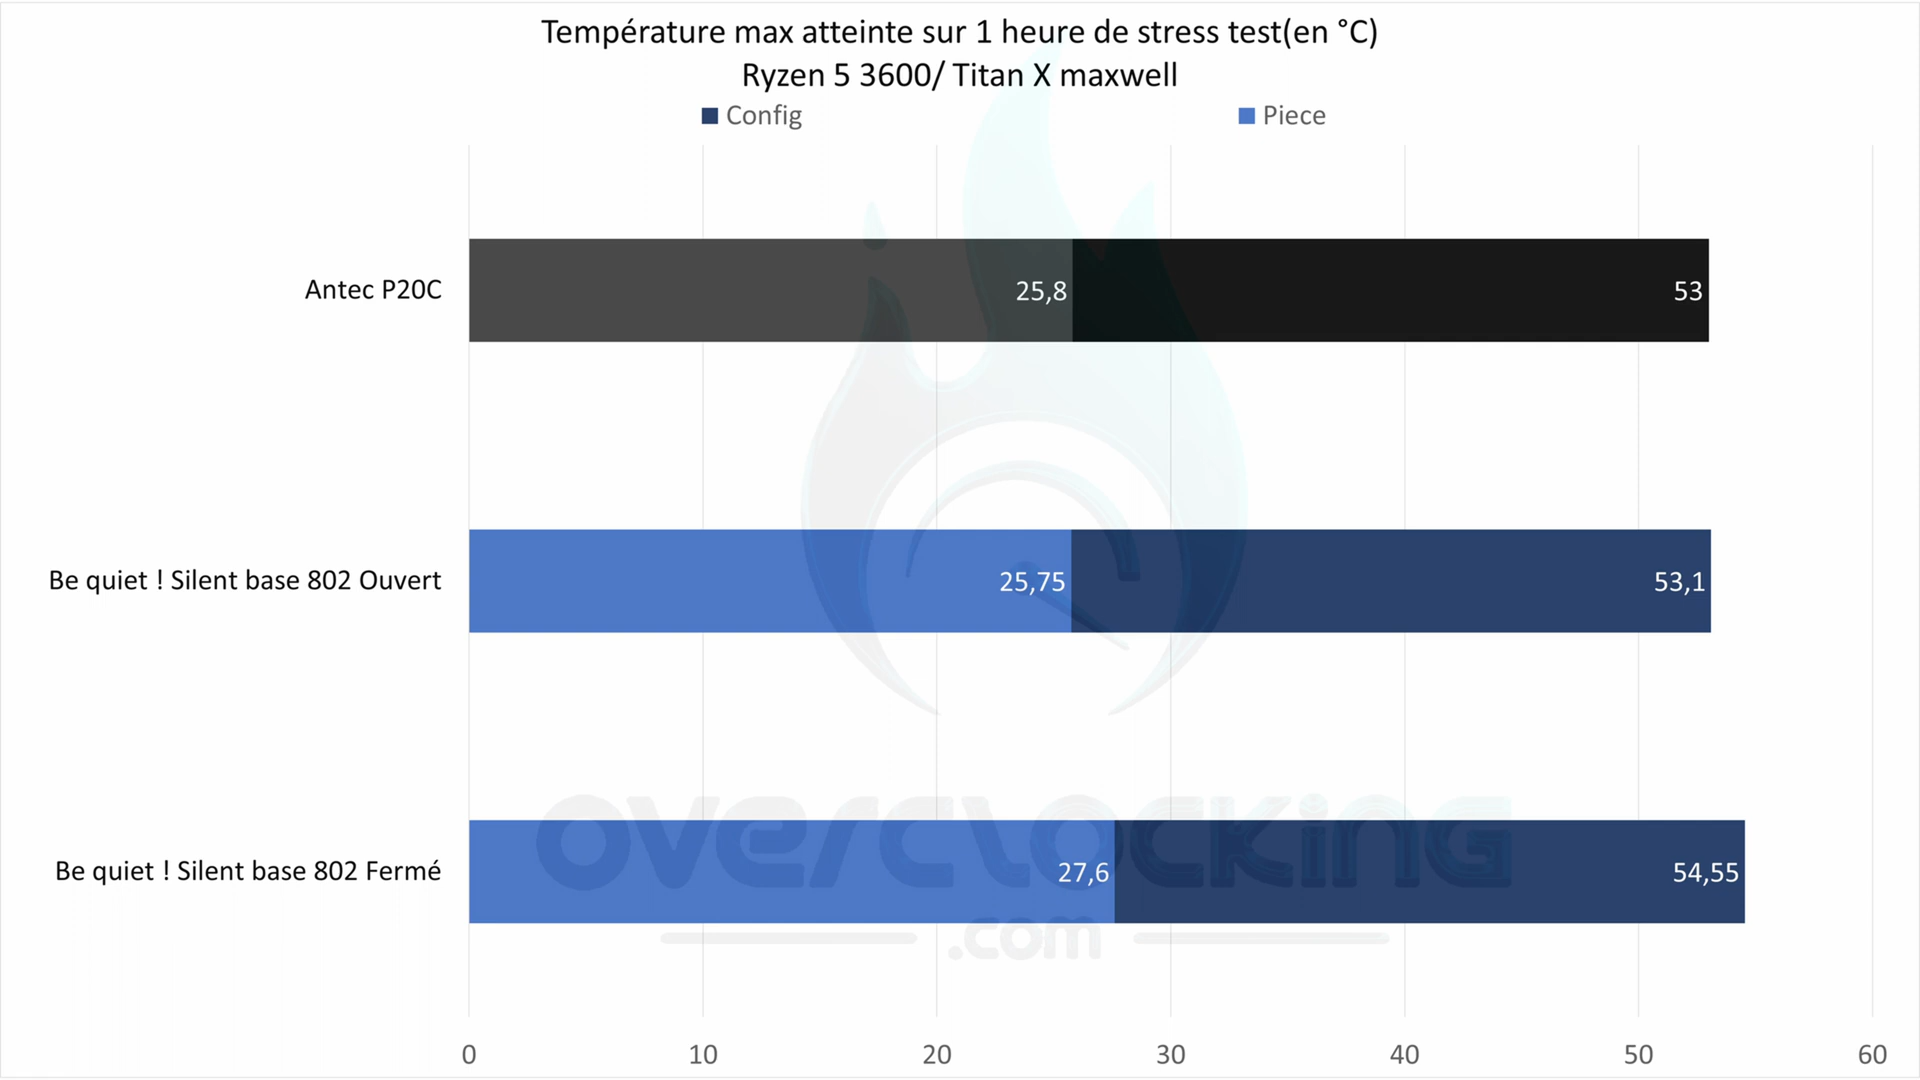 Température max atteinte sur 1 heure de stress test(en °C)
Ryzen 5 3600/ Titan X maxwell
Config Piece
Antec P20C 25,8 53
Be quiet ! Silent base 802 Ouvert 25,75 53,1
Be quiet ! Silent base 802 Fermé 27,6 54,55
overclocking
.com
0 10 20 30 40 50 60